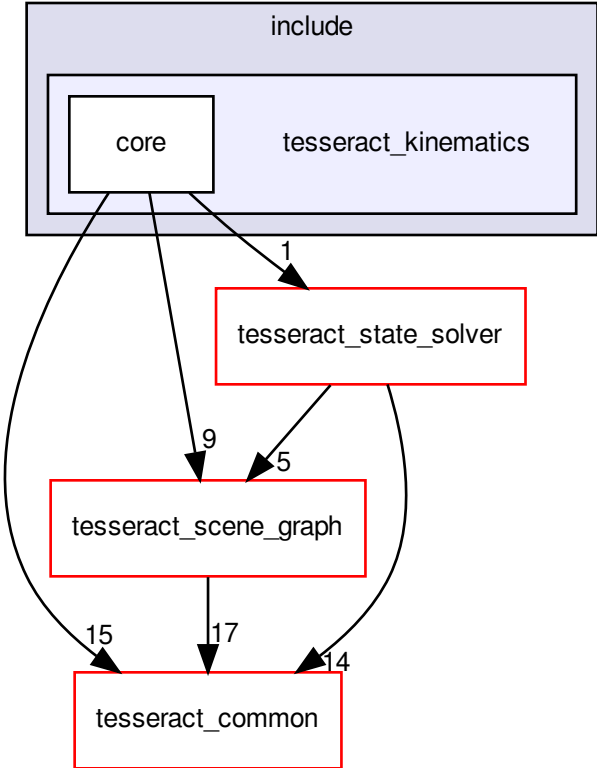 include
core
tesseract_kinematics
1
tesseract_state_solver
9
5
tesseract_scene_graph
15
17
14
tesseract_common